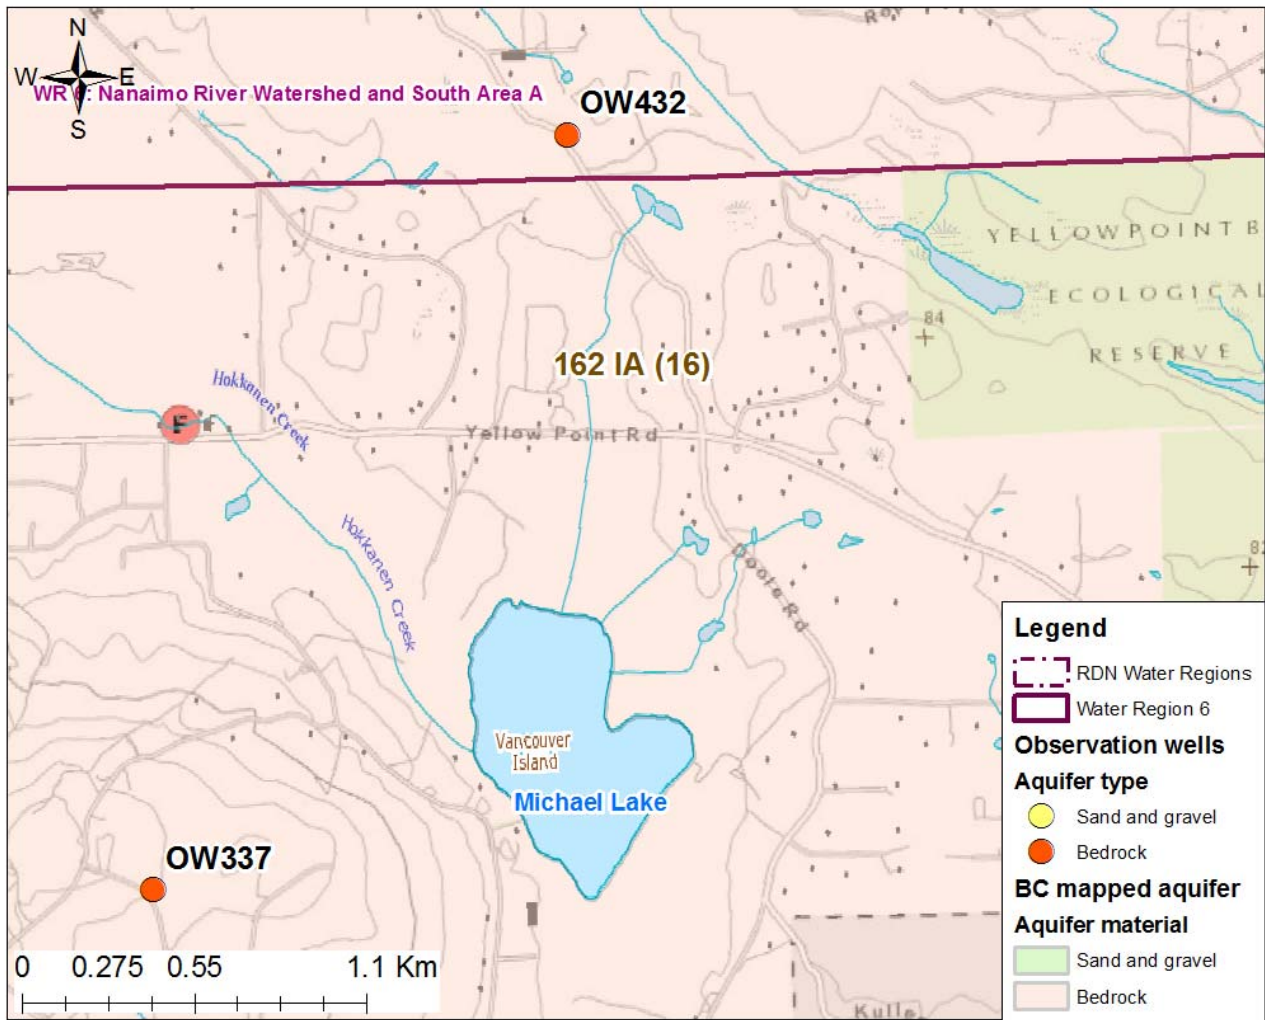 N
W E
S
WR 6: Nanaimo River Watershed and South Area A
OW432
YELLOWPOINT B
ECOLOGICAL
RESERVE
84
162 IA (16)
Hokkanen Creek
F
Yellow Point Rd
Hokkanen Creek
Doole Rd
82
Vancouver
Island
Michael Lake
OW337
0 0.275 0.55 1.1 Km
Kulle
Legend
RDN Water Regions
Water Region 6
Observation wells
Aquifer type
Sand and gravel
Bedrock
BC mapped aquifer
Aquifer material
Sand and gravel
Bedrock